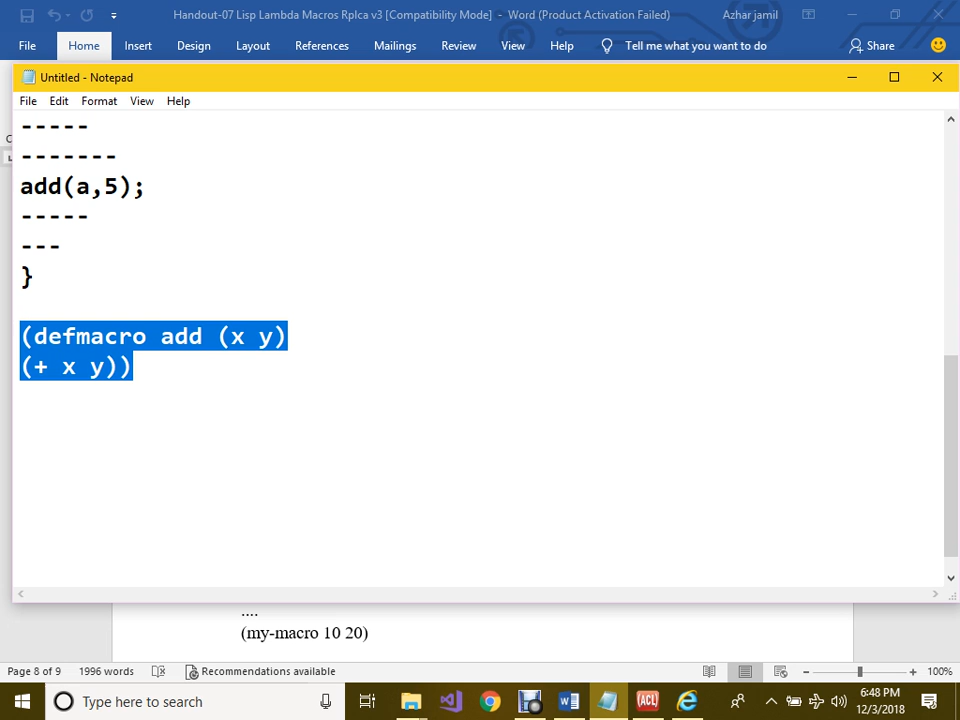 Handout-07 Lisp Lambda Macros Rplca v3 [Compatibility Mode] - Word (Product Activation Failed)
Azhar jamil
File Home Insert Design Layout References Mailings Review View Help Tell me what you want to do Share
Untitled - Notepad
File Edit Format View Help
-----
-------
add(a,5);
-----
---
}
(defmacro add (x y)
(+ x y))
....
(my-macro 10 20)
Page 8 of 9 1996 words Recommendations available 100%
Type here to search
ACL
6:48 PM
12/3/2018